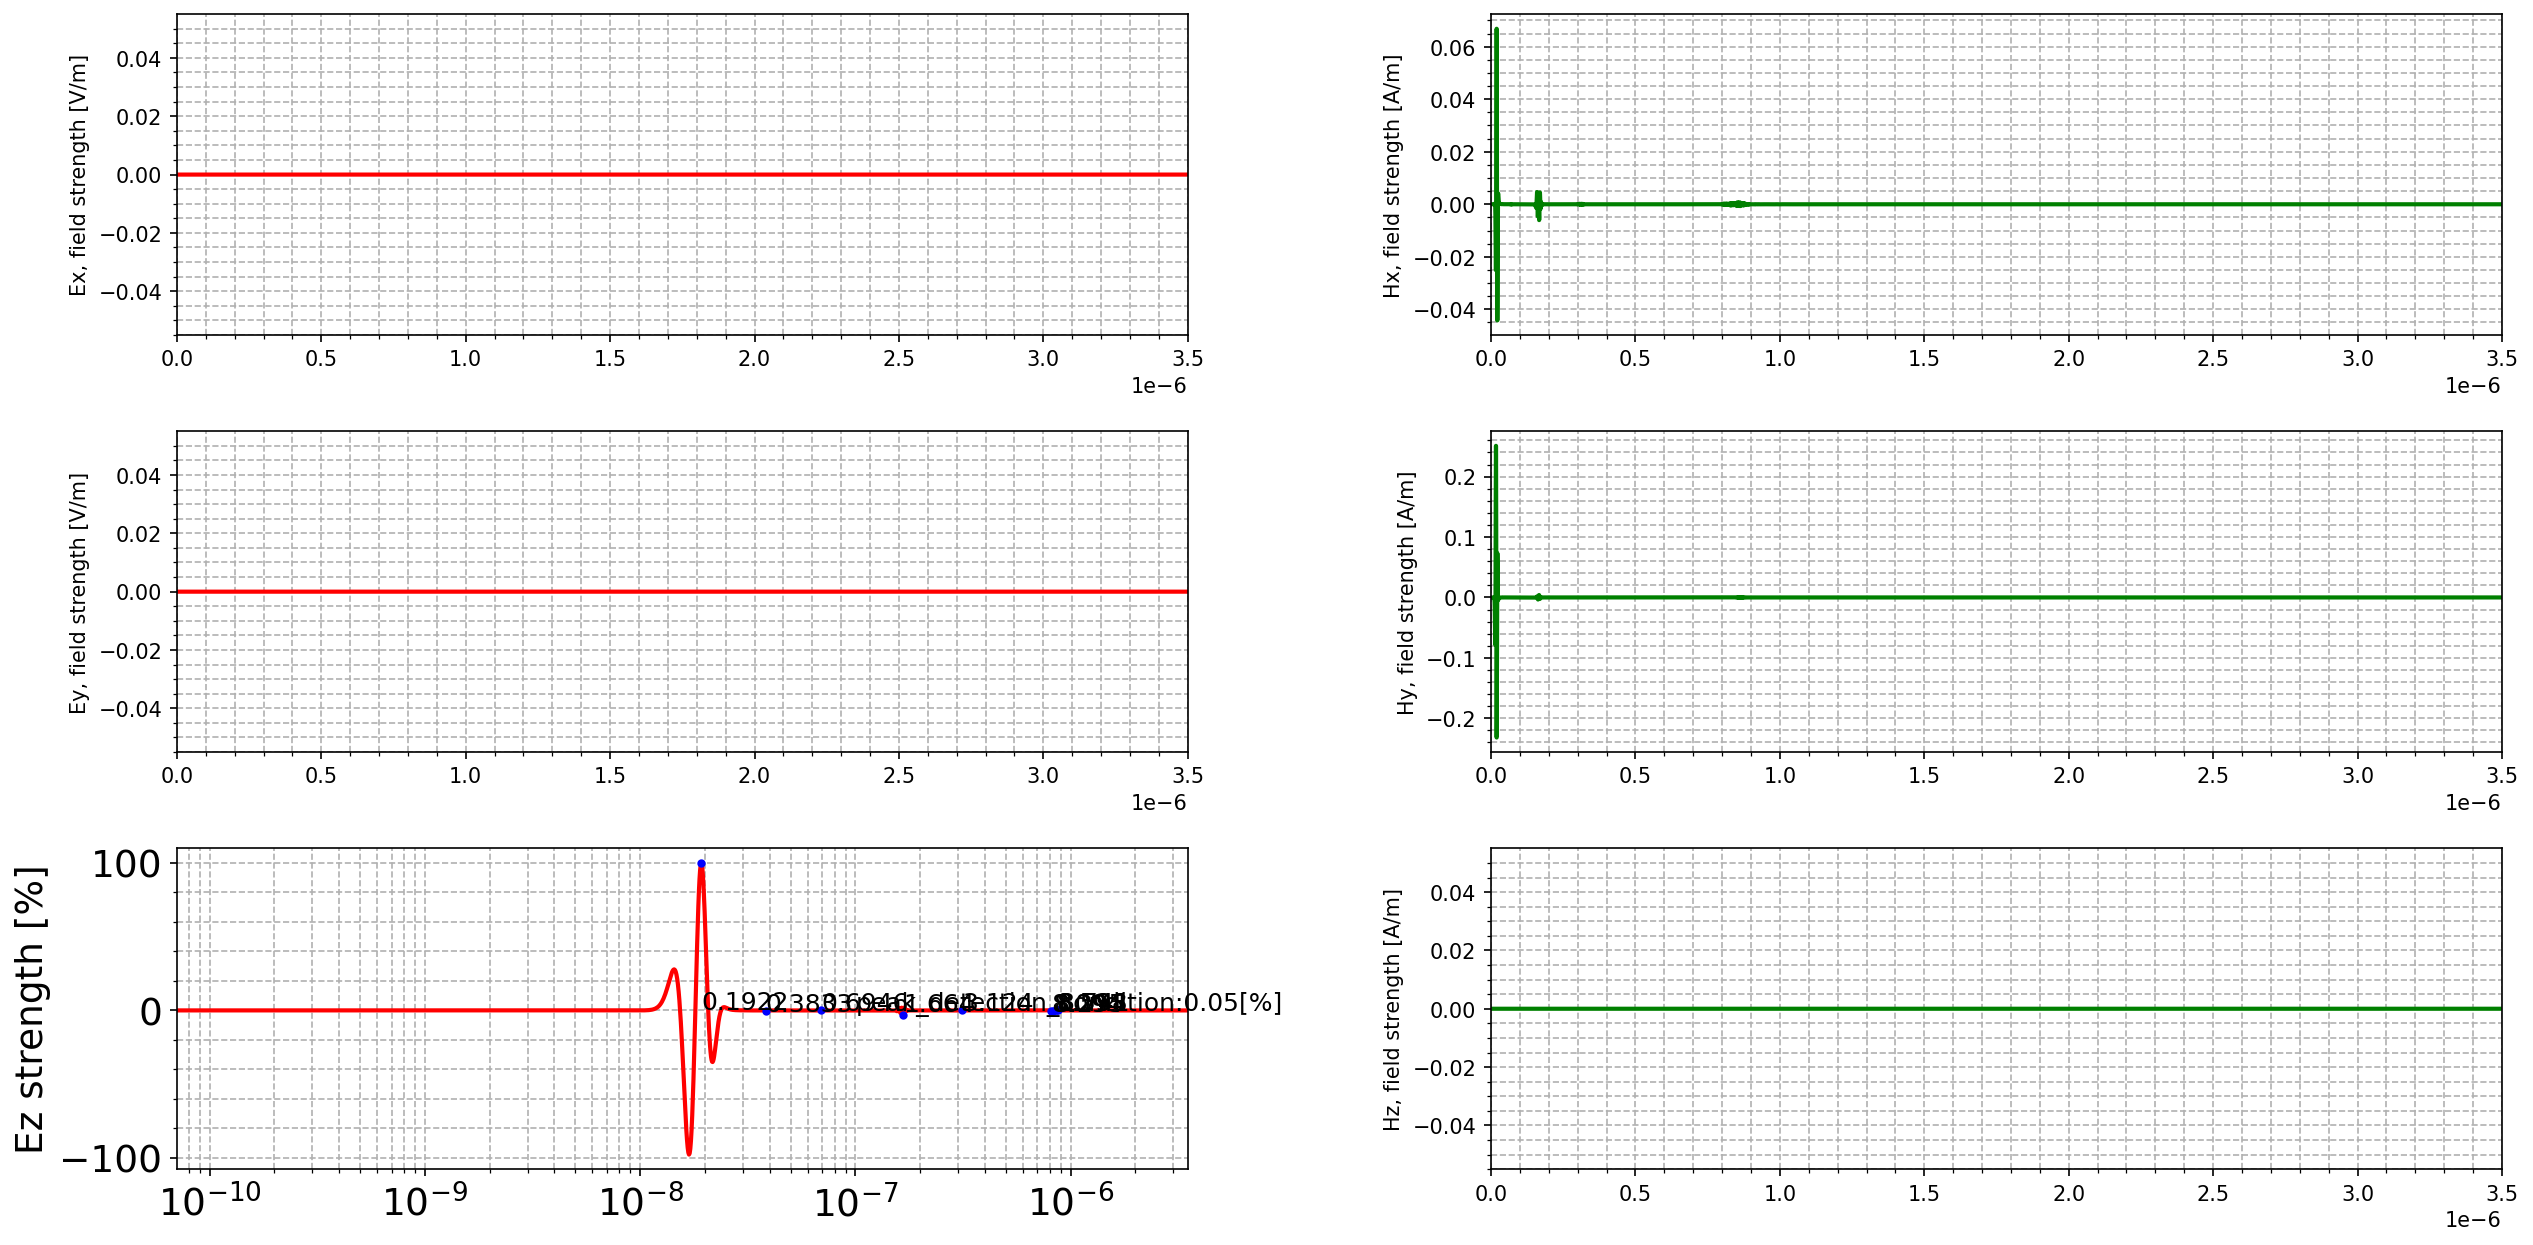 Ex, field strength [V/m]
0.04
0.02
0.00
−0.02
−0.04
0.0 0.5 1.0 1.5 2.0 2.5 3.0 3.5
1e−6
Hx, field strength [A/m]
0.06
0.04
0.02
0.00
−0.02
−0.04
0.0 0.5 1.0 1.5 2.0 2.5 3.0 3.5
1e−6
Ey, field strength [V/m]
0.04
0.02
0.00
−0.02
−0.04
0.0 0.5 1.0 1.5 2.0 2.5 3.0 3.5
1e−6
Hy, field strength [A/m]
0.2
0.1
0.0
−0.1
−0.2
0.0 0.5 1.0 1.5 2.0 2.5 3.0 3.5
1e−6
Ez strength [%]
100
0
−100
0.1922
peak_detection_condition:0.05[%]
10⁻¹⁰ 10⁻⁹ 10⁻⁸ 10⁻⁷ 10⁻⁶
Hz, field strength [A/m]
0.04
0.02
0.00
−0.02
−0.04
0.0 0.5 1.0 1.5 2.0 2.5 3.0 3.5
1e−6